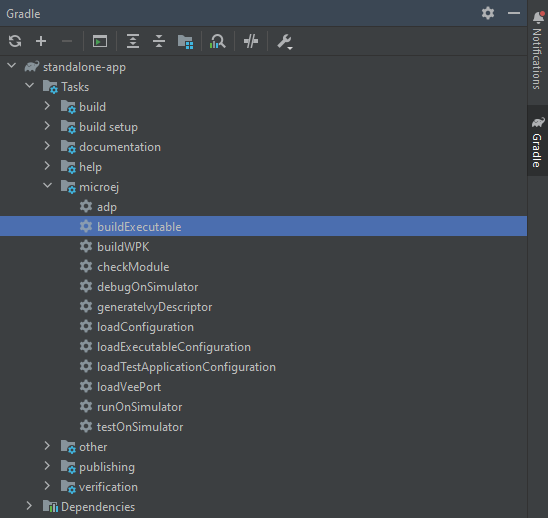 Gradle
standalone-app
Tasks
build
build setup
documentation
help
microej
adp
buildExecutable
buildWPK
checkModule
debugOnSimulator
generateIvyDescriptor
loadConfiguration
loadExecutableConfiguration
loadTestApplicationConfiguration
loadVeePort
runOnSimulator
testOnSimulator
other
publishing
verification
Dependencies
Notifications
Gradle